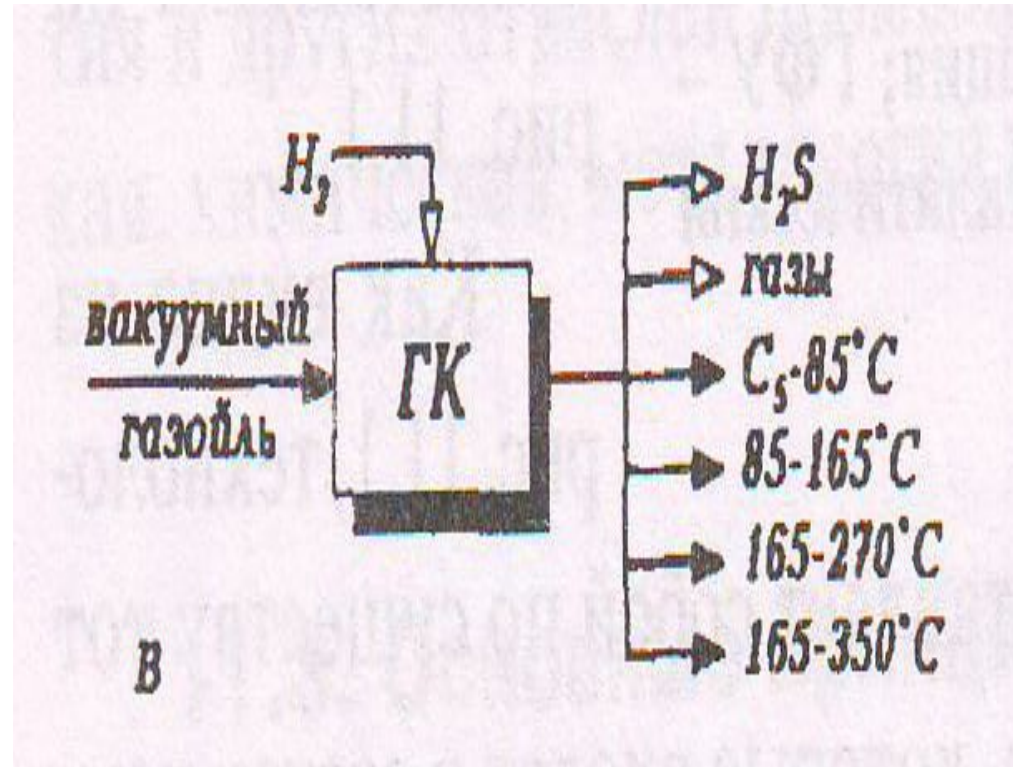 H₂
вакуумный
газойль
ГК
H₂S
газы
C₅-85°C
85-165°C
165-270°C
165-350°C
В